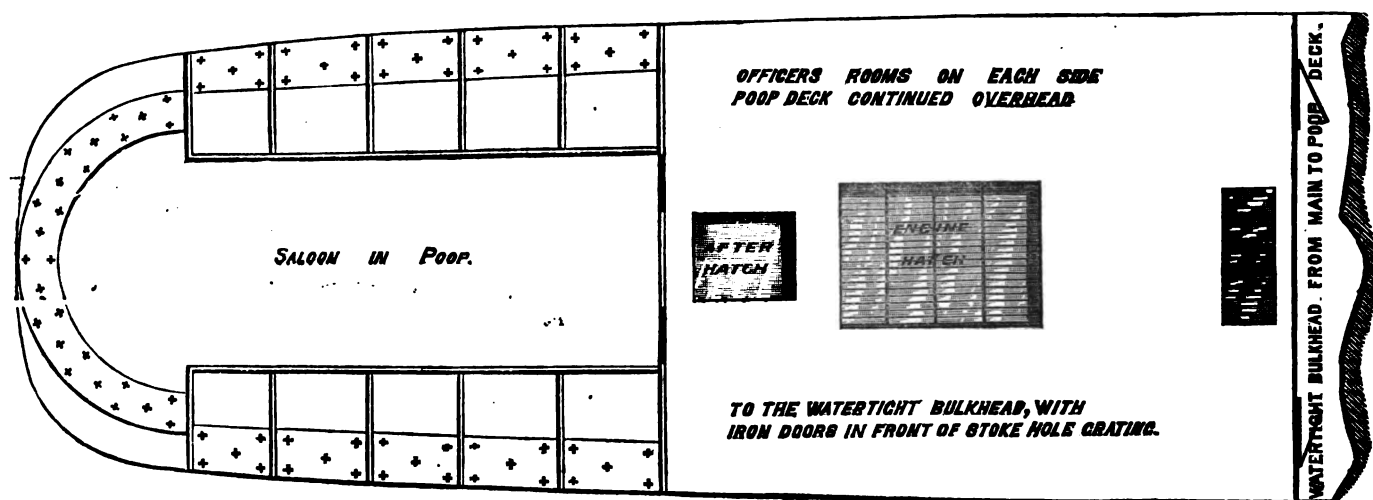 OFFICERS ROOMS ON EACH SIDE
POOP DECK CONTINUED OVERHEAD
SALOON IN POOP.
AFTER
HATCH
ENGINE
HATCH
TO THE WATERTIGHT BULKHEAD, WITH
IRON DOORS IN FRONT OF STOKE HOLE GRATING.
WATERTIGHT BULKHEAD. FROM MAIN TO POOP DECK.